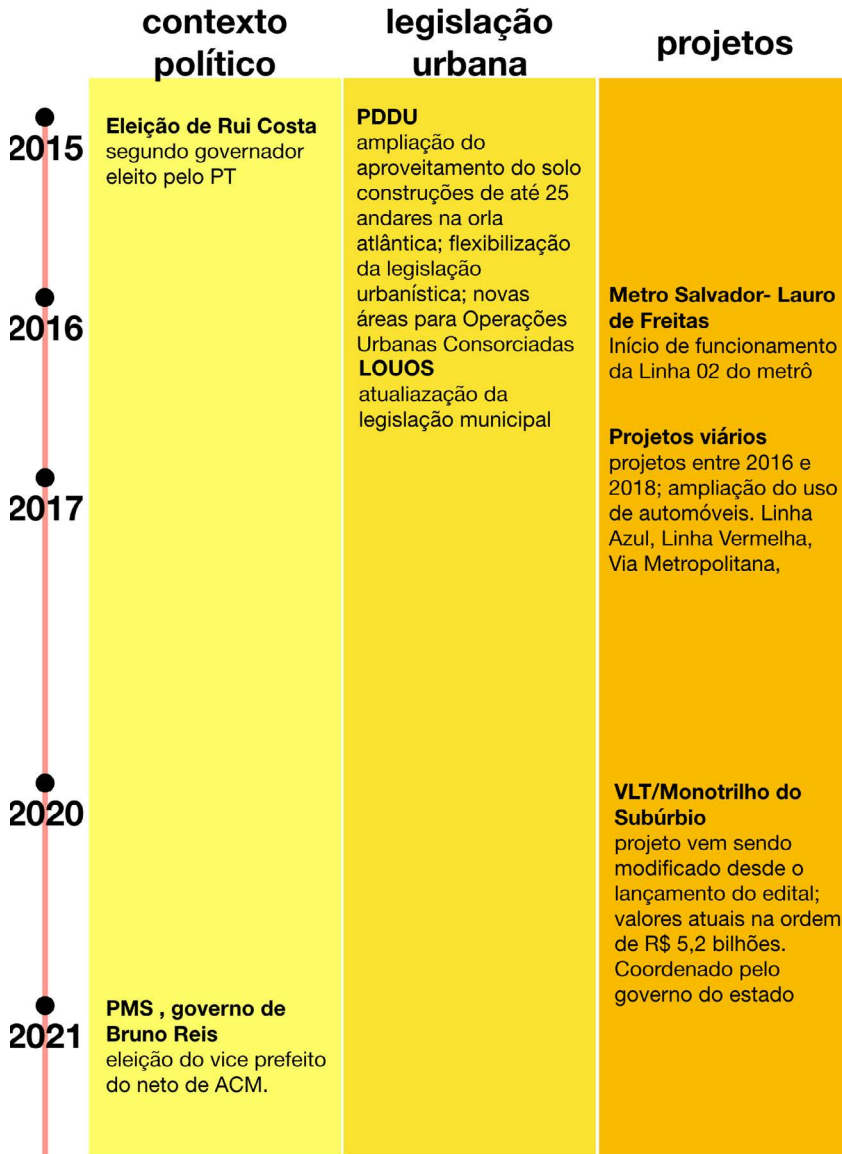 contexto
político
legislação
urbana
projetos
2015
Eleição de Rui Costa
segundo governador
eleito pelo PT
PDDU
ampliação do
aproveitamento do solo
construções de até 25
andares na orla
atlântica; flexibilização
da legislação
urbanística; novas
áreas para Operações
Urbanas Consorciadas
LOUOS
atualiazação da
legislação municipal
2016
Metro Salvador- Lauro
de Freitas
Início de funcionamento
da Linha 02 do metrô
Projetos viários
projetos entre 2016 e
2018; ampliação do uso
de automóveis. Linha
Azul, Linha Vermelha,
Via Metropolitana,
2017
2020
VLT/Monotrilho do
Subúrbio
projeto vem sendo
modificado desde o
lançamento do edital;
valores atuais na ordem
de R$ 5,2 bilhões.
Coordenado pelo
governo do estado
2021
PMS , governo de
Bruno Reis
eleição do vice prefeito
do neto de ACM.